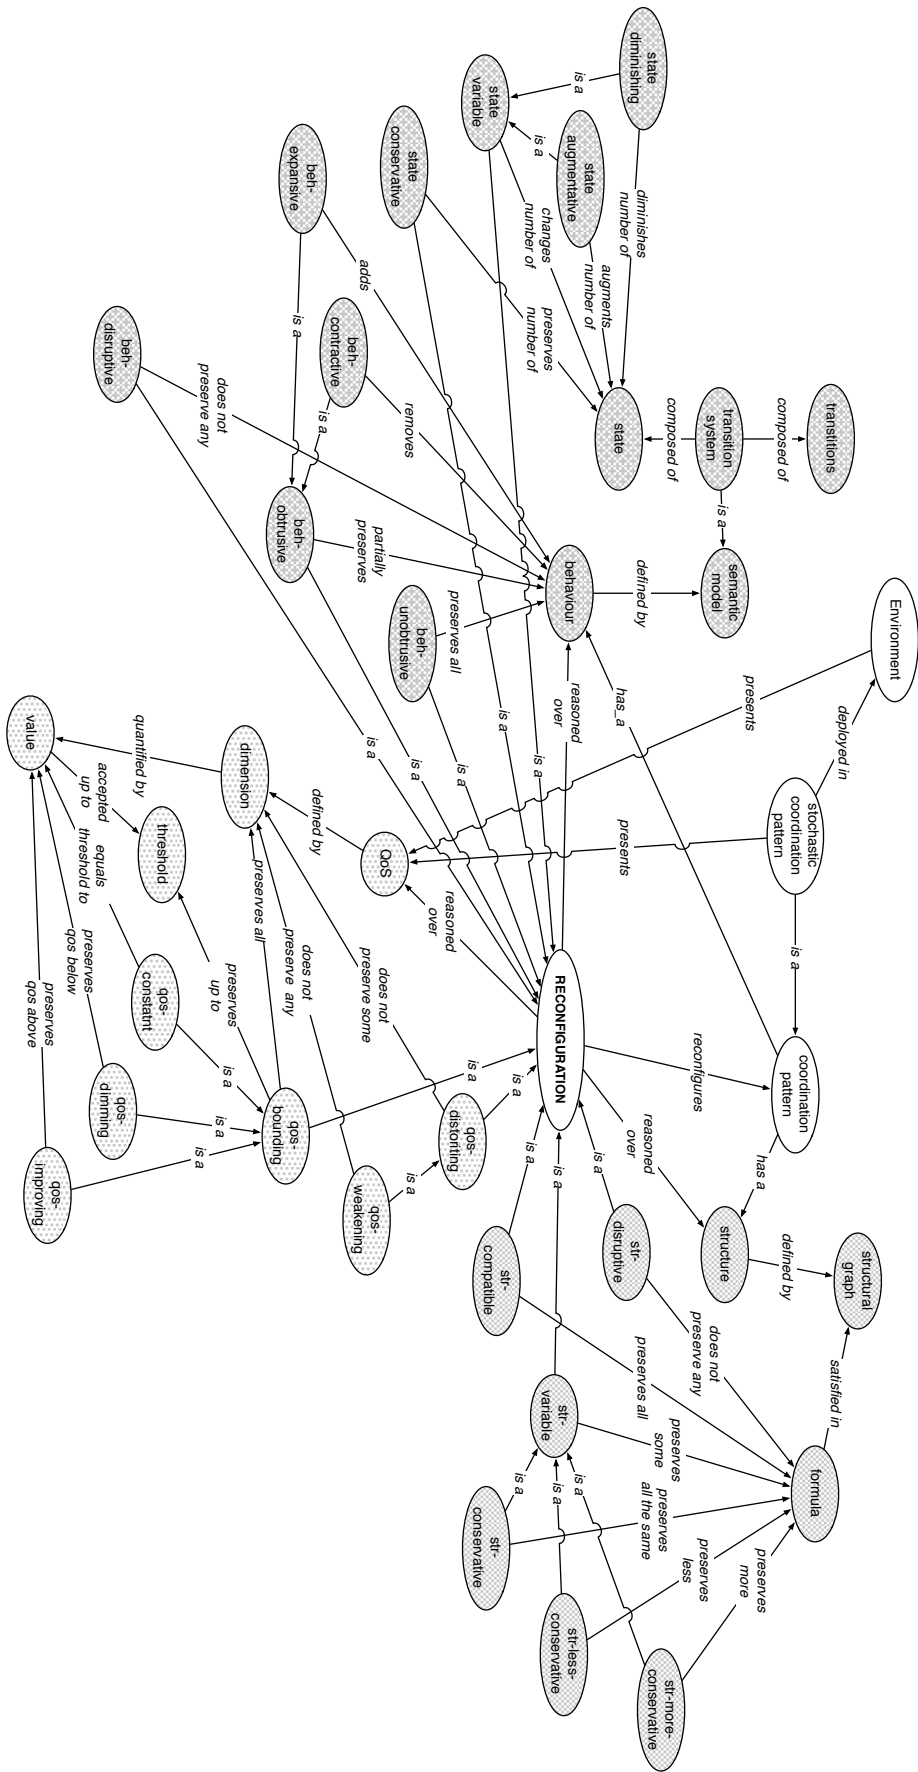 Environment
structural
graph
transtitions
satisfied in
deployed in
formula
stochastic
coordination
pattern
is a
coordination
pattern
composed of
defined by
presents
has a
preserves
more
semantic
model
is a
transition
system
structure
does not
preserve any
preserves
less
reconfigures
composed of
defined by
preserves
some
preserves
all the same
reasoned
over
preserves all
state
diminishing
diminishes
number of
state
has_a
presents
str-
disruptive
str-more-
conservative
is a
augments
number of
state
augmentative
is a
is a
behaviour
reasoned
over
RECONFIGURATION
is a
str-
variable
is a
str-less-
conservative
is a
changes
number of
preserves
number of
is a
is a
is a
is a
state
variable
is a
str-
compatible
str-
conservative
is a
is a
qos-
distoriting
preserves all
reasoned
over
state
conservative
beh-
unobtrusive
is a
is a
removes
partially
preserves
QoS
does not
preserve some
adds
is a
qos-
weakening
beh-
contractive
is a
defined by
does not
preserve any
beh-
expansive
is a
beh-
obtrusive
qos-
bounding
preserves all
dimension
preserves
up to
is a
does not
preserve any
is a
is a
qos-
constatnt
threshold
quantified by
beh-
disruptive
qos-
dimming
accepted
up to
equals
threshold to
preserves
qos below
value
preserves
qos above
qos-
improving